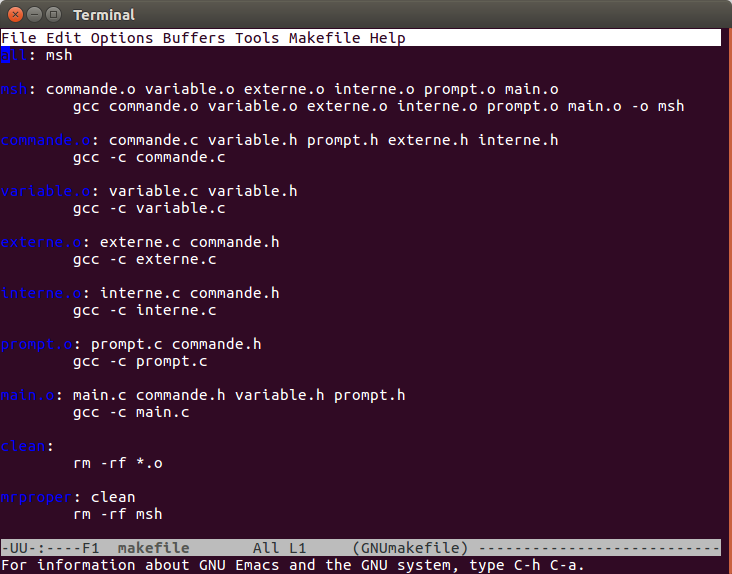 Terminal
File Edit Options Buffers Tools Makefile Help
all: msh
msh: commande.o variable.o externe.o interne.o prompt.o main.o
gcc commande.o variable.o externe.o interne.o prompt.o main.o -o msh
commande.o: commande.c variable.h prompt.h externe.h interne.h
gcc -c commande.c
variable.o: variable.c variable.h
gcc -c variable.c
externe.o: externe.c commande.h
gcc -c externe.c
interne.o: interne.c commande.h
gcc -c interne.c
prompt.o: prompt.c commande.h
gcc -c prompt.c
main.o: main.c commande.h variable.h prompt.h
gcc -c main.c
clean:
rm -rf *.o
mrproper: clean
rm -rf msh
-UU-:----F1  makefile       All L1     (GNUmakefile) ---------------------------
For information about GNU Emacs and the GNU system, type C-h C-a.